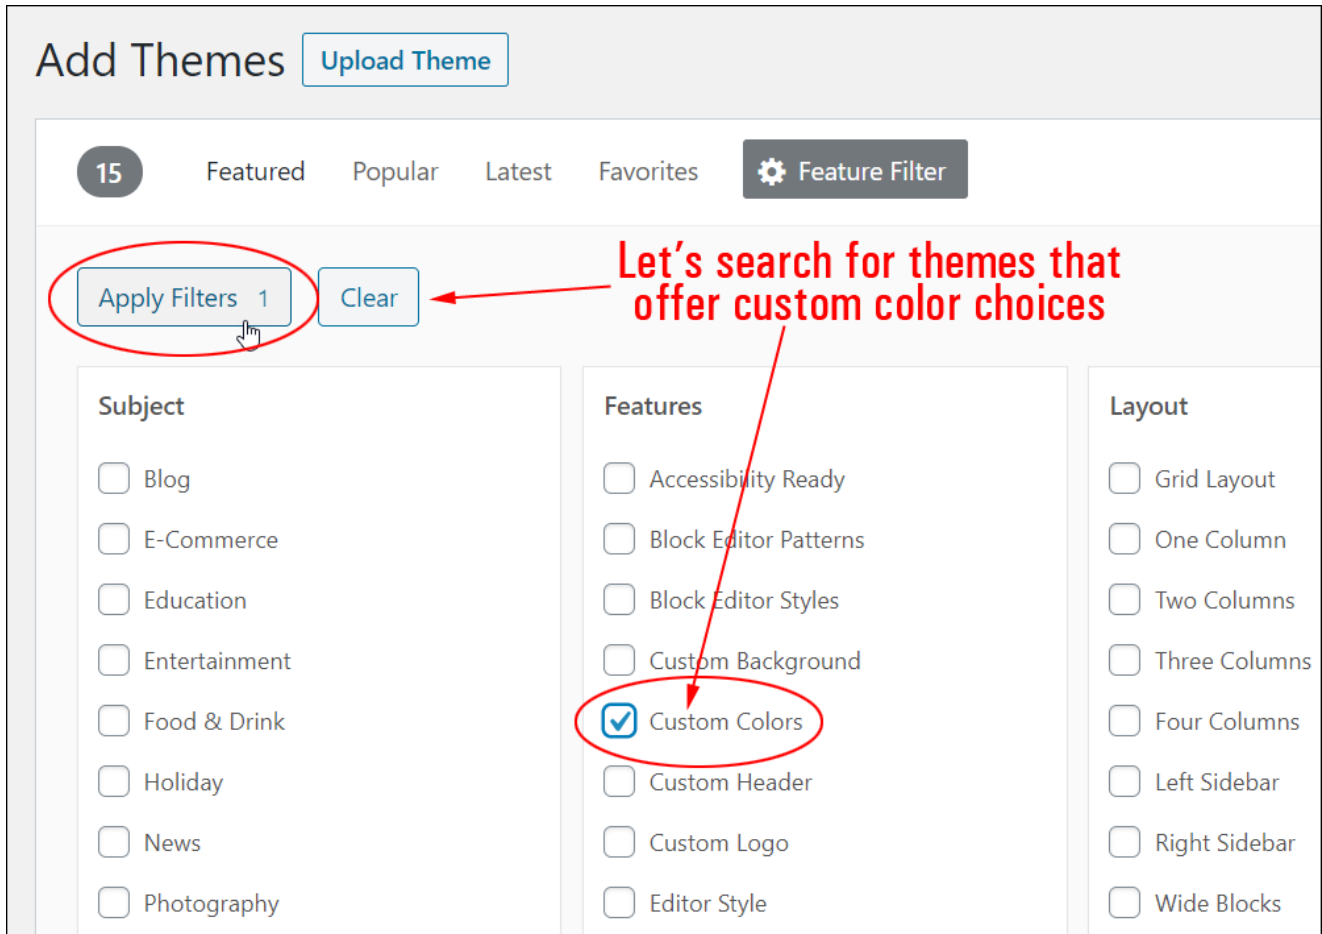 Add Themes Upload Theme
15 Featured Popular Latest Favorites Feature Filter
Let's search for themes that
offer custom color choices
Apply Filters 1 Clear
Subject
Blog
E-Commerce
Education
Entertainment
Food & Drink
Holiday
News
Photography
Features
Accessibility Ready
Block Editor Patterns
Block Editor Styles
Custom Background
Custom Colors
Custom Header
Custom Logo
Editor Style
Layout
Grid Layout
One Column
Two Columns
Three Columns
Four Columns
Left Sidebar
Right Sidebar
Wide Blocks